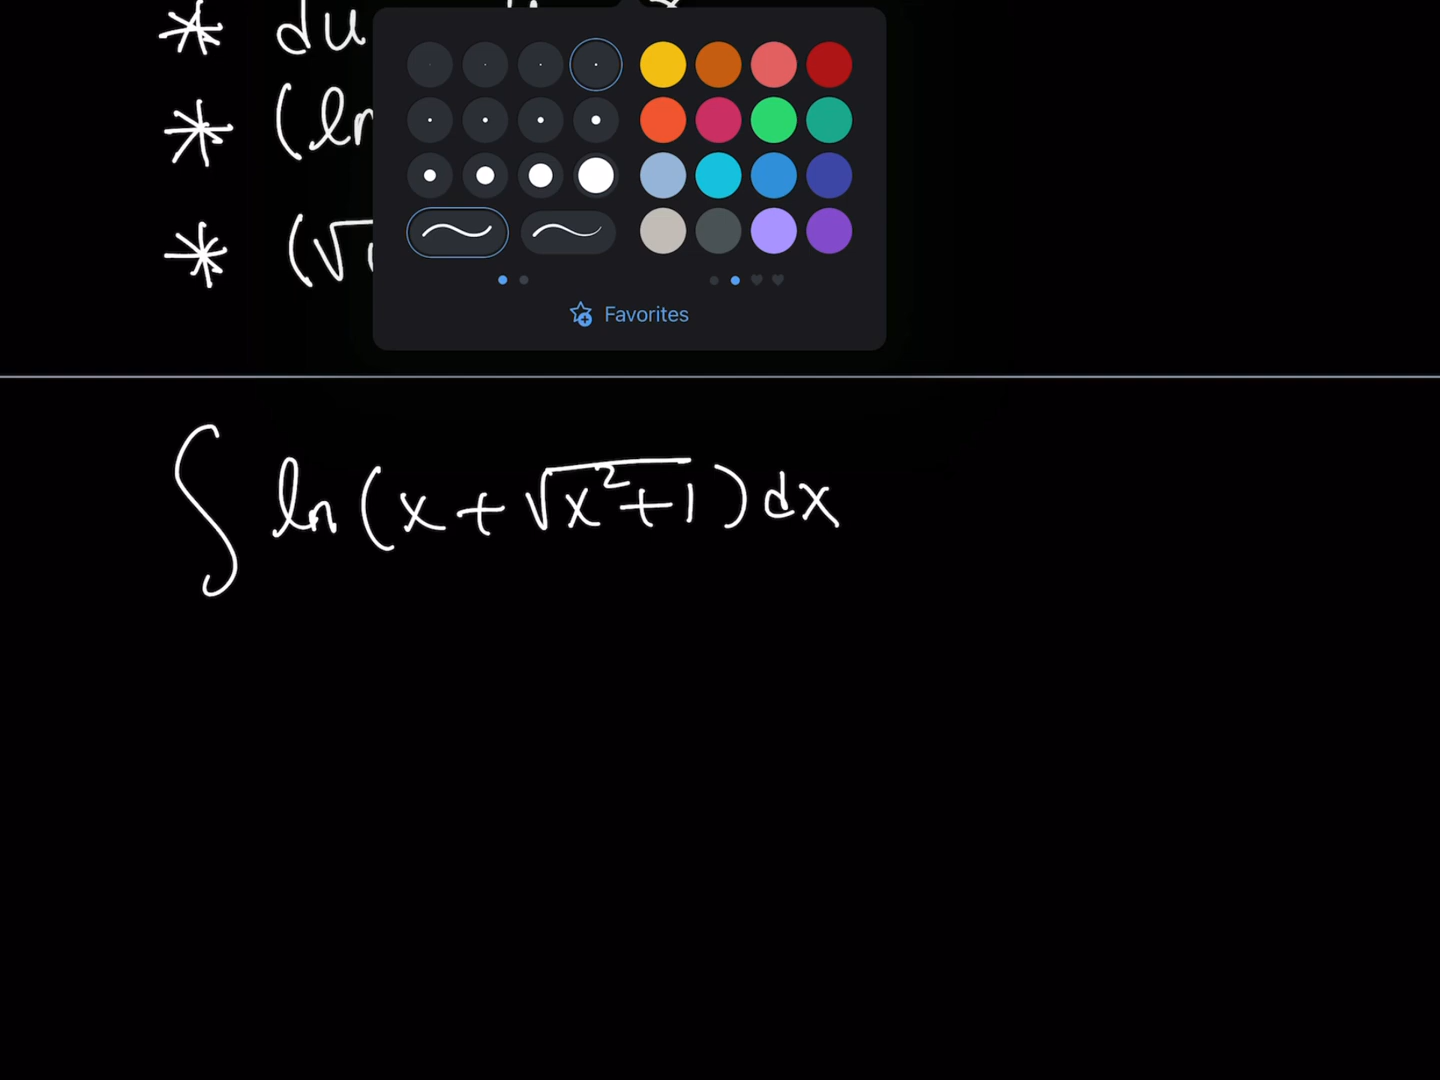 * du
* (ln
* (√
Favorites
∫ ln(x+√x²+1)dx